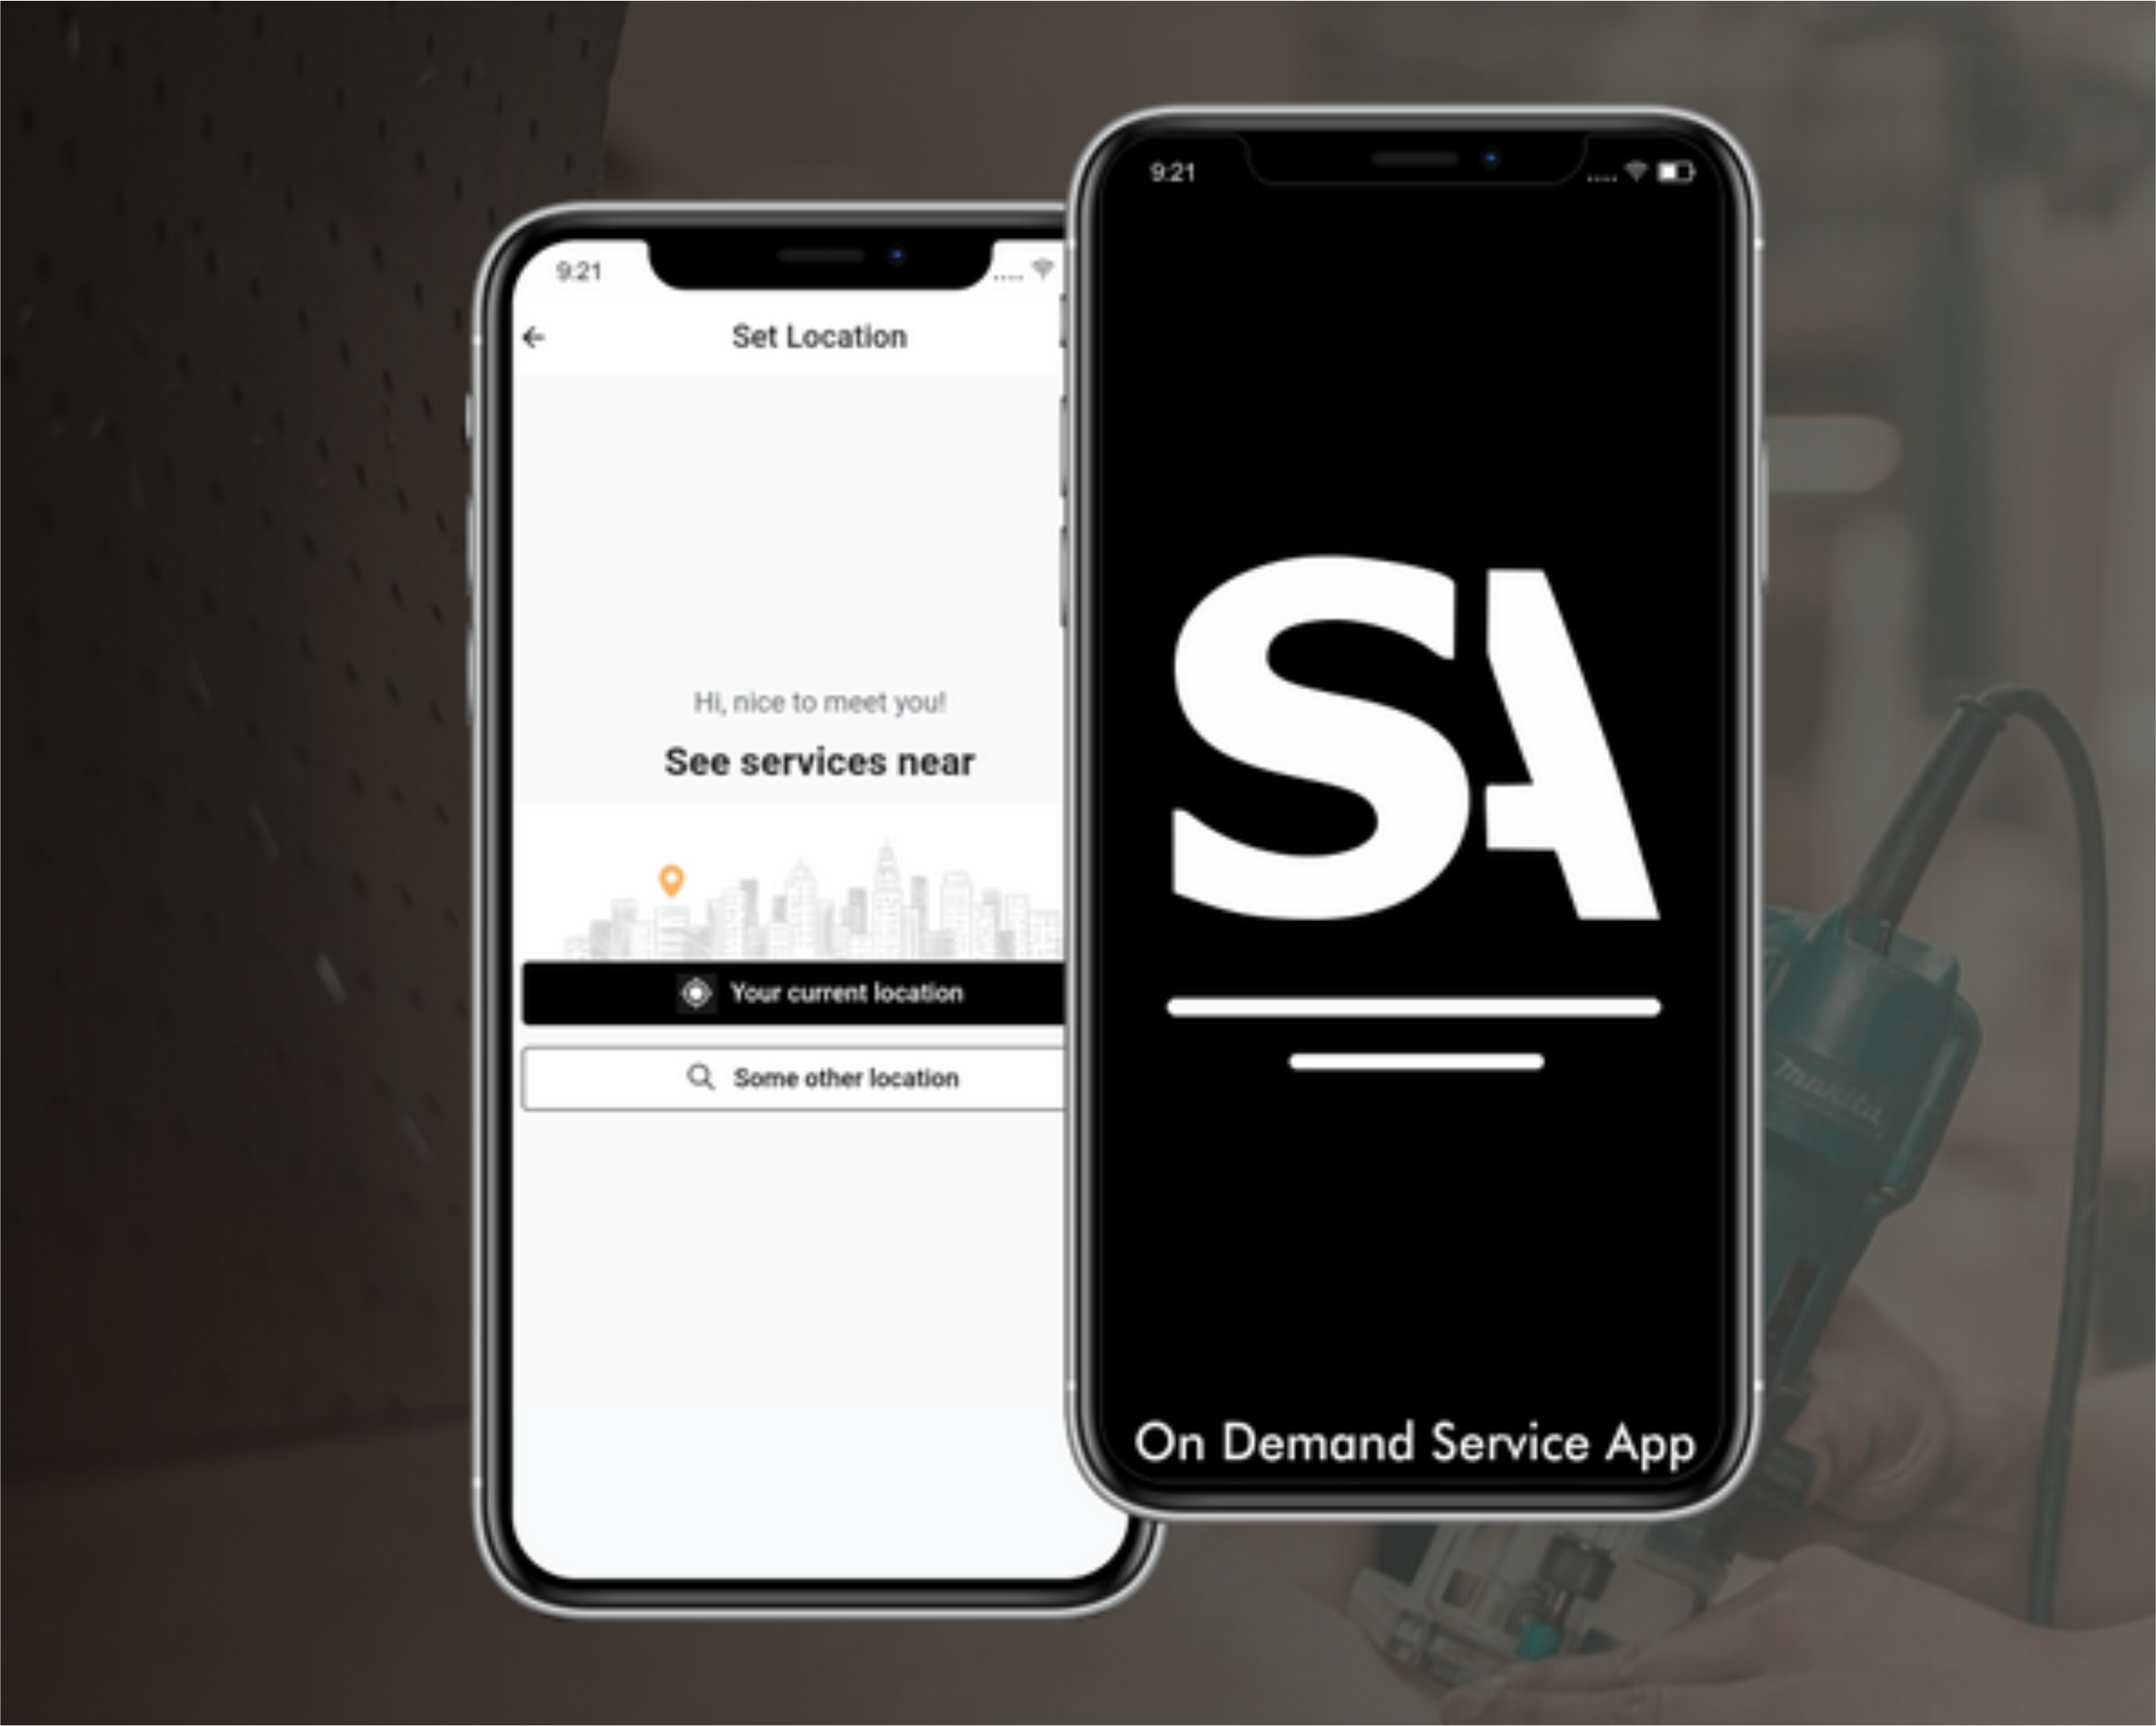 9:21
Set Location
Hi, nice to meet you!
See services near
Your current location
Some other location
9:21
SA
On Demand Service App
makita